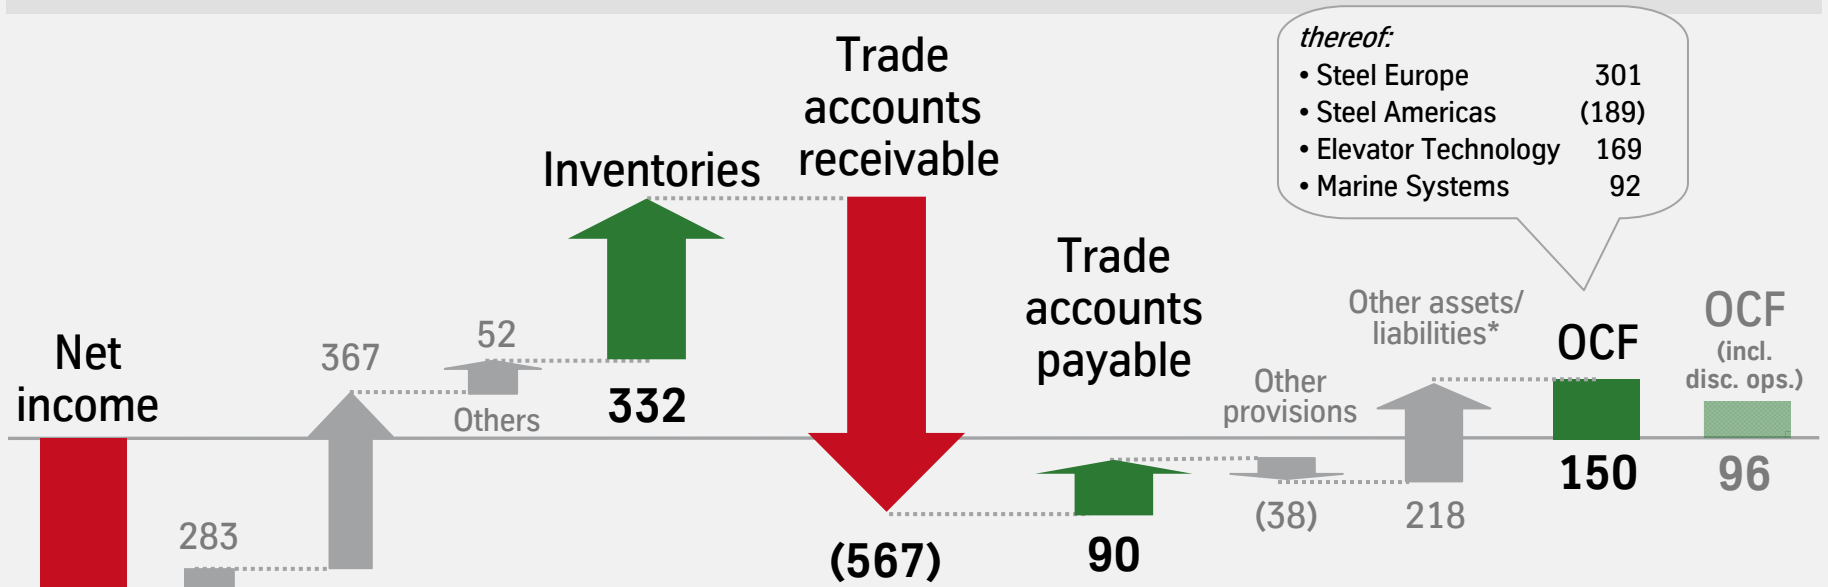 Net
income
283
367
52
Others
Inventories
332
Trade
accounts
receivable
(567)
Trade
accounts
payable
90
Other
provisions
(38)
Other assets/
liabilities*
218
thereof:
• Steel Europe 301
• Steel Americas (189)
• Elevator Technology 169
• Marine Systems 92
OCF
150
OCF
(incl.
disc. ops.)
96